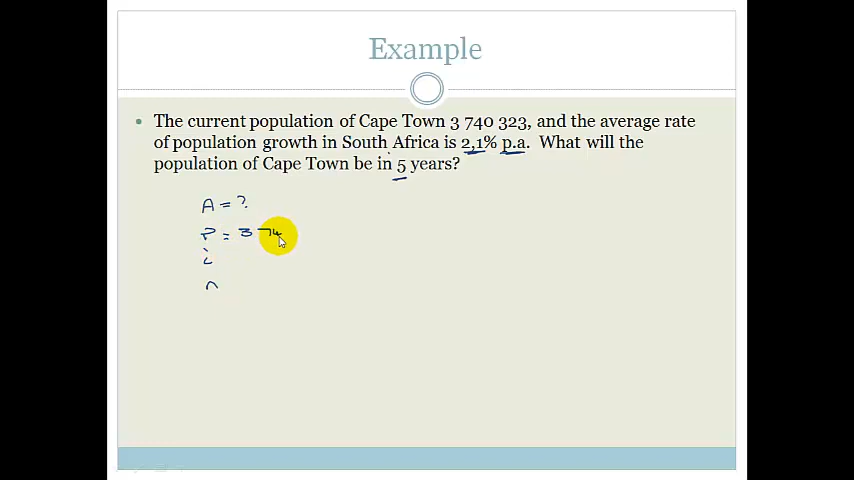 Example
The current population of Cape Town 3 740 323, and the average rate
of population growth in South Africa is 2,1% p.a. What will the
population of Cape Town be in 5 years?
A = ?
P = 3 74
i
n